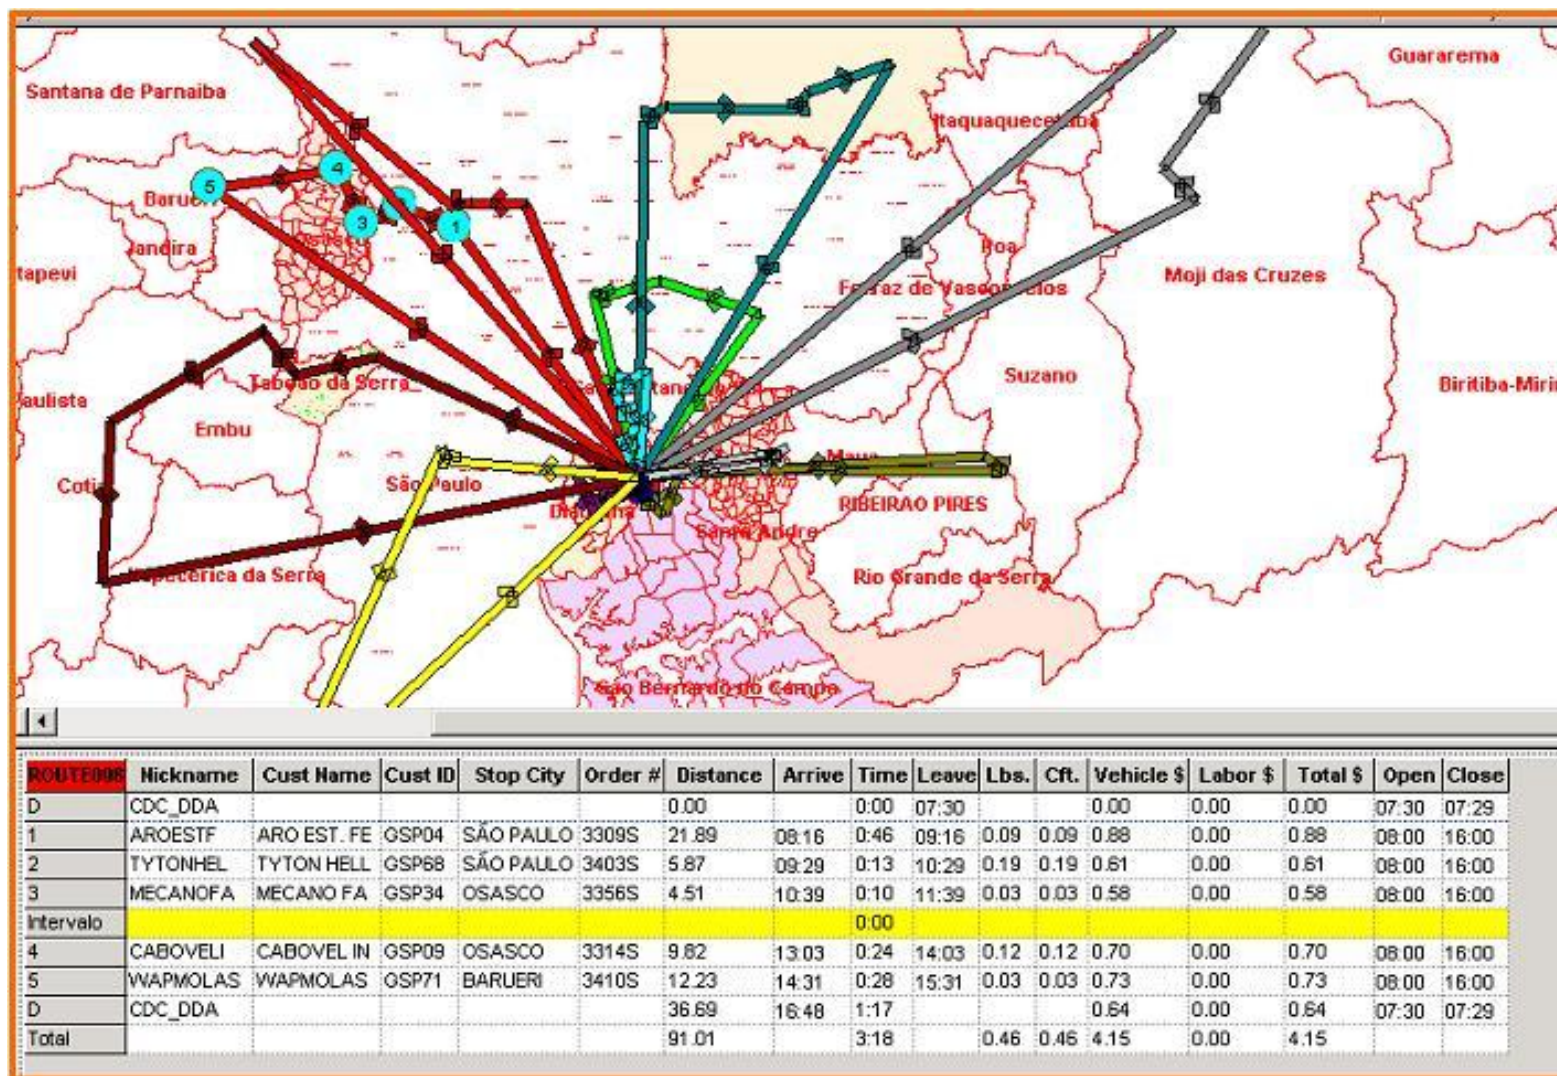 Guararema
Santana de Parnaiba
Itaquaquecetuba
4
5
Barueri
3
1
Jandira
Osasco
Poa
tapevi
Moji das Cruzes
Ferraz de Vasconcelos
Suzano
Taboão da Serra
Biritiba-Mirim
aulista
Embu
Maua
Cotia
São Paulo
RIBEIRAO PIRES
Diadema
Santo Andre
Itapecerica da Serra
Rio Grande da Serra
São Bernardo do Campo
ROUTE098 Nickname Cust Name Cust ID Stop City Order # Distance Arrive Time Leave Lbs. Cft. Vehicle $ Labor $ Total $ Open Close
D CDC_DDA 0.00 0:00 07:30 0.00 0.00 0.00 07:30 07:29
1 AROESTF ARO EST. FE GSP04 SÃO PAULO 3309S 21.89 08:16 0:46 09:16 0.09 0.09 0.88 0.00 0.88 08:00 16:00
2 TYTONHEL TYTON HELL GSP68 SÃO PAULO 3403S 5.87 09:29 0:13 10:29 0.19 0.19 0.61 0.00 0.61 08:00 16:00
3 MECANOFA MECANO FA GSP34 OSASCO 3356S 4.51 10:39 0:10 11:39 0.03 0.03 0.58 0.00 0.58 08:00 16:00
Intervalo 0:00
4 CABOVELI CABOVEL IN GSP09 OSASCO 3314S 9.82 13:03 0:24 14:03 0.12 0.12 0.70 0.00 0.70 08:00 16:00
5 WAPMOLAS WAPMOLAS GSP71 BARUERI 3410S 12.23 14:31 0:28 15:31 0.03 0.03 0.73 0.00 0.73 08:00 16:00
D CDC_DDA 36.69 16:48 1:17 0.64 0.00 0.64 07:30 07:29
Total 91.01 3:18 0.46 0.46 4.15 0.00 4.15